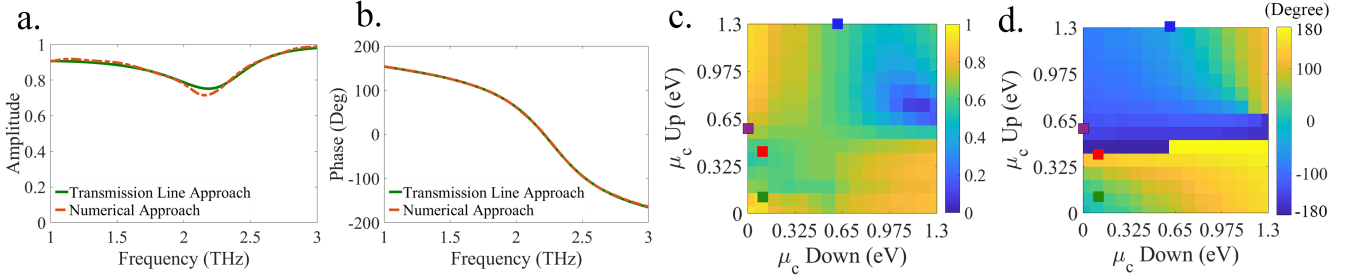 a.
1
0.8
0.6
0.4
0.2
0
Amplitude
Transmission Line Approach
Numerical Approach
1 1.5 2 2.5 3
Frequency (THz)
b.
200
100
0
-100
-200
Phase (Deg)
Transmission Line Approach
Numerical Approach
1 1.5 2 2.5 3
Frequency (THz)
c.
1.3
0.975
0.65
0.325
0
μc Up (eV)
0 0.325 0.65 0.975 1.3
μc Down (eV)
1
0.8
0.6
0.4
0.2
0
d.
(Degree)
1.3
0.975
0.65
0.325
0
μc Up (eV)
0 0.325 0.65 0.975 1.3
μc Down (eV)
180
100
0
-100
-180